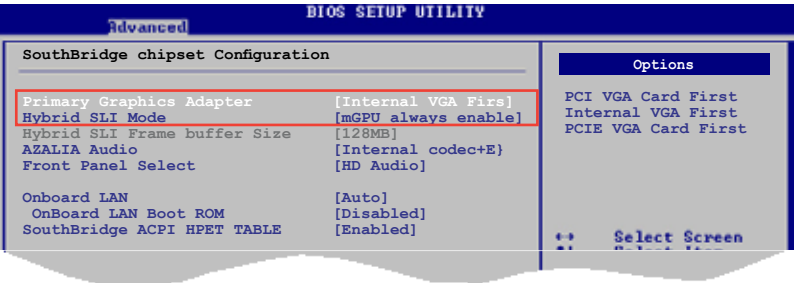 BIOS SETUP UTILITY
Advanced
SouthBridge chipset Configuration
Primary Graphics Adapter [Internal VGA Firs]
Hybrid SLI Mode [mGPU always enable]
Hybrid SLI Frame buffer Size [128MB]
AZALIA Audio [Internal codec+E}
Front Panel Select [HD Audio]
Onboard LAN [Auto]
OnBoard LAN Boot ROM [Disabled]
SouthBridge ACPI HPET TABLE [Enabled]
Options
PCI VGA Card First
Internal VGA First
PCIE VGA Card First
↔ Select Screen